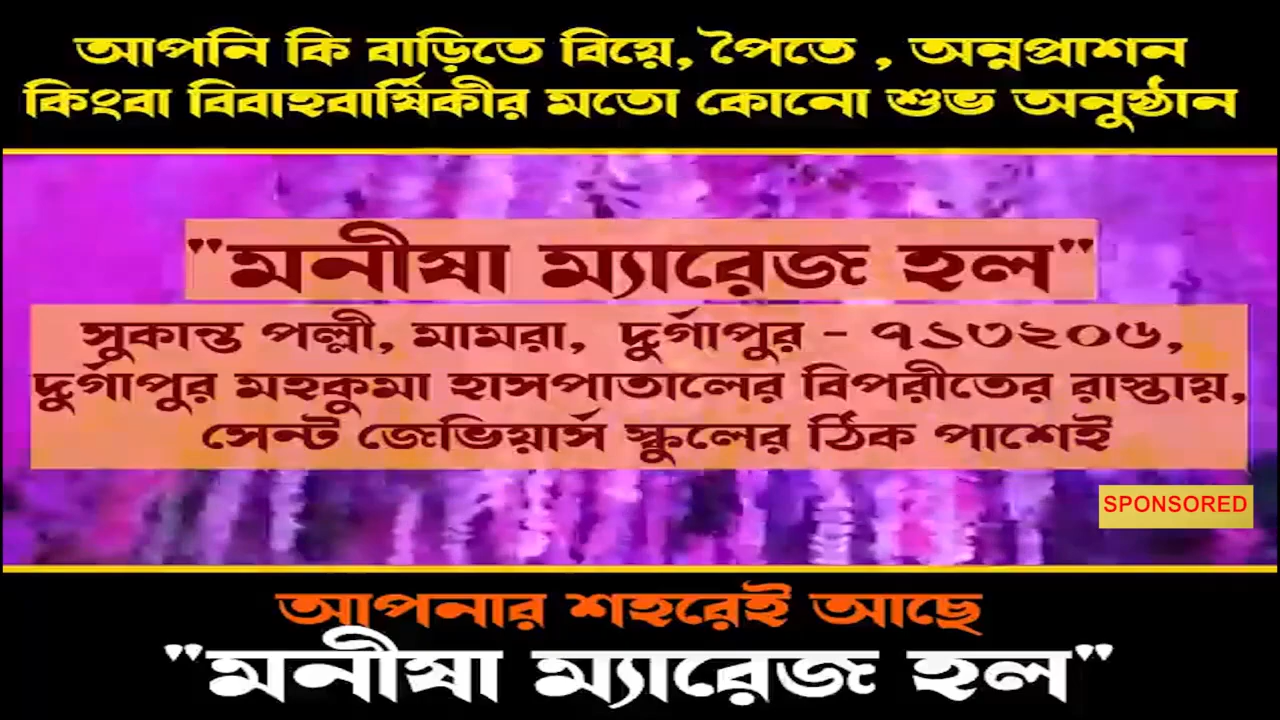 আপনি কি বাড়িতে বিয়ে, পৈতে , অন্নপ্রাশন
কিংবা বিবাহবার্ষিকীর মতো কোনো শুভ অনুষ্ঠান
"মনীষা ম্যারেজ হল"
সুকান্ত পল্লী, মামরা, দুর্গাপুর - ৭১৩২০৬,
দুর্গাপুর মহকুমা হাসপাতালের বিপরীতের রাস্তায়,
সেন্ট জেভিয়ার্স স্কুলের ঠিক পাশেই
SPONSORED
আপনার শহরেই আছে
"মনীষা ম্যারেজ হল"